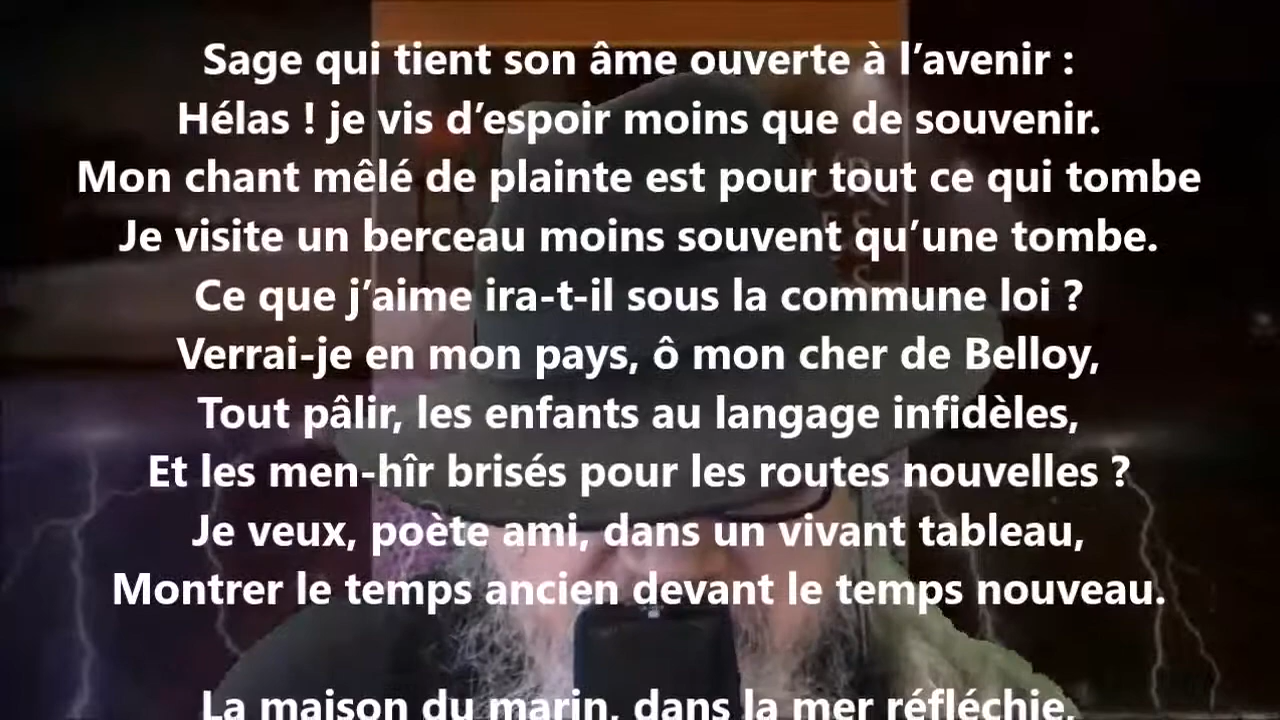 Sage qui tient son âme ouverte à l’avenir :
Hélas ! je vis d’espoir moins que de souvenir.
Mon chant mêlé de plainte est pour tout ce qui tombe
Je visite un berceau moins souvent qu’une tombe.
Ce que j’aime ira-t-il sous la commune loi ?
Verrai-je en mon pays, ô mon cher de Belloy,
Tout pâlir, les enfants au langage infidèles,
Et les men-hîr brisés pour les routes nouvelles ?
Je veux, poète ami, dans un vivant tableau,
Montrer le temps ancien devant le temps nouveau.
La maison du marin, dans la mer réfléchie,